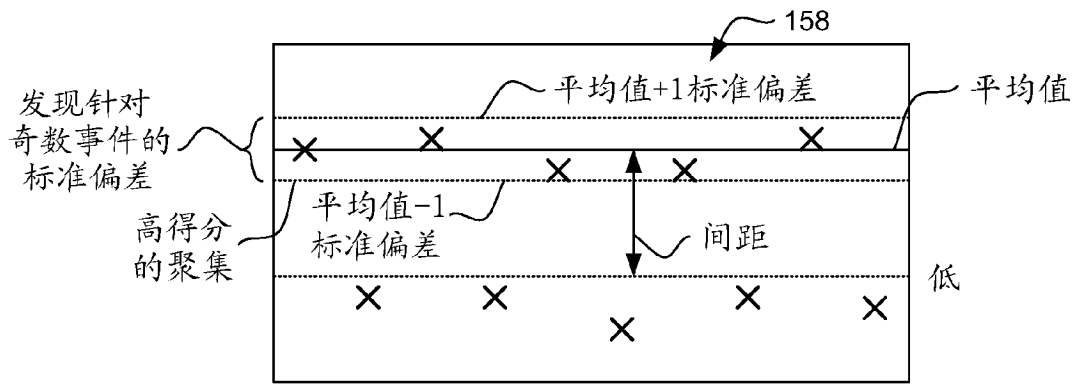 158
平均值+1标准偏差
平均值
发现针对
奇数事件的
标准偏差
高得分
的聚集
平均值-1
标准偏差
间距
低